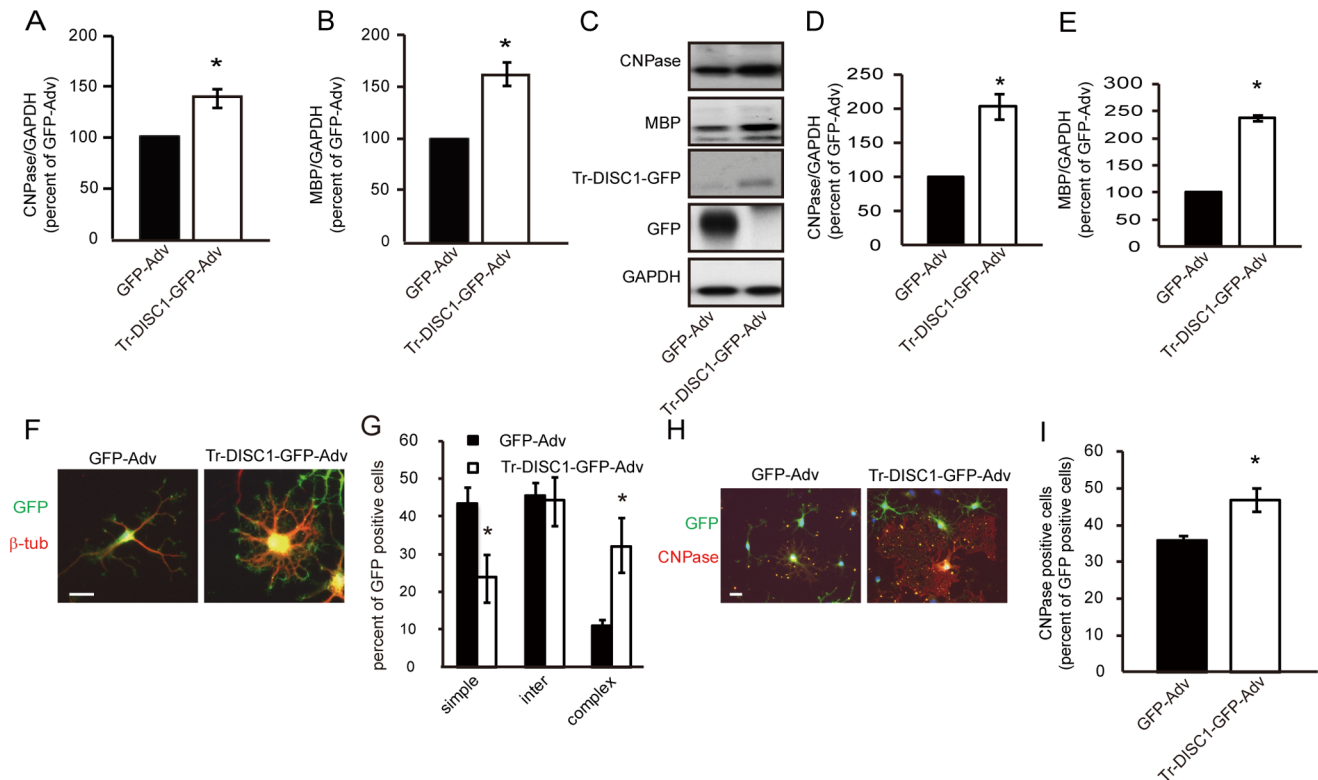 A
CNPase/GAPDH
(percent of GFP-Adv)
200
150
100
50
0
*
GFP-Adv
Tr-DISC1-GFP-Adv
B
MBP/GAPDH
(percent of GFP-Adv)
200
150
100
50
0
*
GFP-Adv
Tr-DISC1-GFP-Adv
C
CNPase
MBP
Tr-DISC1-GFP
GFP
GAPDH
GFP-Adv
Tr-DISC1-GFP-Adv
D
CNPase/GAPDH
(percent of GFP-Adv)
250
200
150
100
50
0
*
GFP-Adv
Tr-DISC1-GFP-Adv
E
MBP/GAPDH
(percent of GFP-Adv)
300
250
200
150
100
50
0
*
GFP-Adv
Tr-DISC1-GFP-Adv
F
GFP-Adv
Tr-DISC1-GFP-Adv
GFP
β-tub
G
percent of GFP positive cells
60
50
40
30
20
10
0
GFP-Adv
Tr-DISC1-GFP-Adv
*
*
simple
inter
complex
H
GFP-Adv
Tr-DISC1-GFP-Adv
GFP
CNPase
I
CNPase positive cells
(percent of GFP positive cells)
60
50
40
30
20
10
0
*
GFP-Adv
Tr-DISC1-GFP-Adv